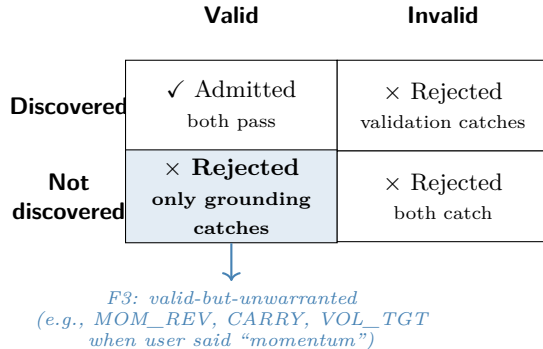 Valid Invalid
Discovered
✓ Admitted
both pass
× Rejected
validation catches
Not
discovered
× Rejected
only grounding
catches
× Rejected
both catch
F3: valid-but-unwarranted
(e.g., MOM_REV, CARRY, VOL_TGT
when user said “momentum”)